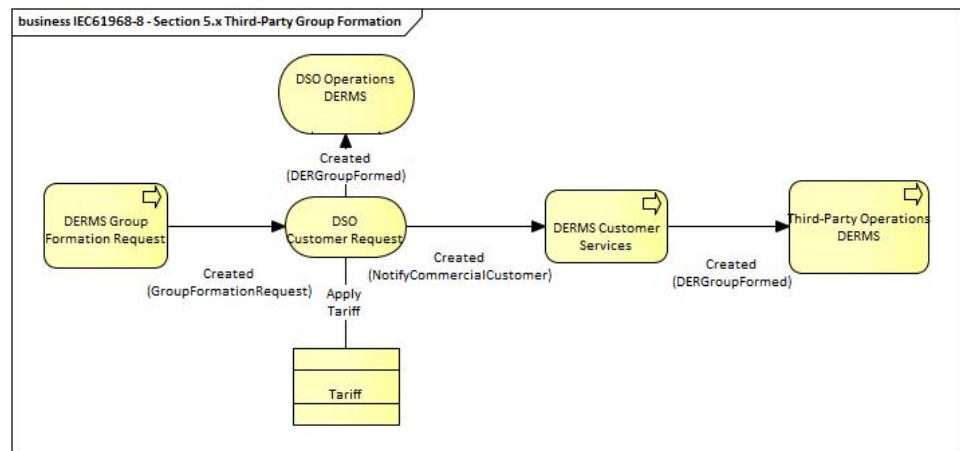 business IEC61968-8 - Section 5.x Third-Party Group Formation
DSO Operations
DERMS
Created
(DERGroupFormed)
DERMS Group
Formation Request
DSO
Customer Request
DERMS Customer
Services
Third-Party Operations
DERMS
Created
(GroupFormationRequest)
Created
(NotifyCommercialCustomer)
Created
(DERGroupFormed)
Apply
Tariff
Tariff